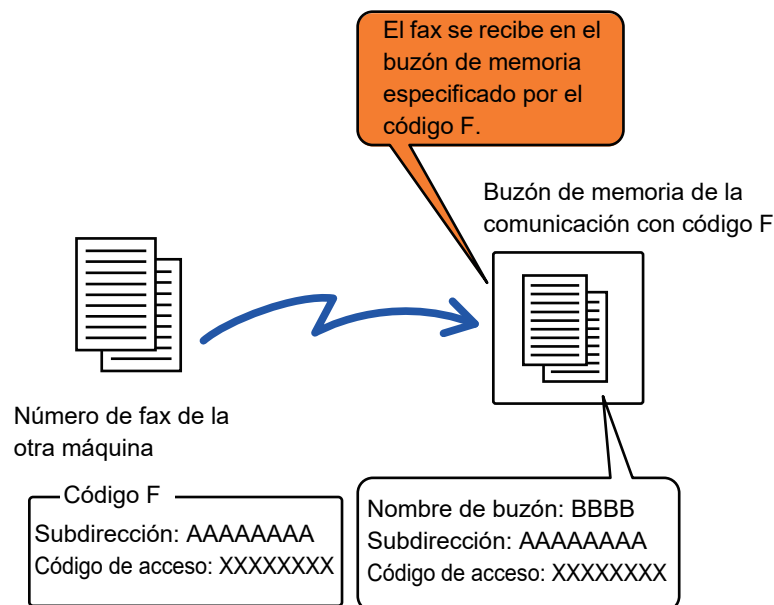 El fax se recibe en el
buzón de memoria
especificado por el
código F.
Buzón de memoria de la
comunicación con código F
Número de fax de la
otra máquina
Código F
Subdirección: AAAAAAAA
Código de acceso: XXXXXXXX
Nombre de buzón: BBBB
Subdirección: AAAAAAAA
Código de acceso: XXXXXXXX